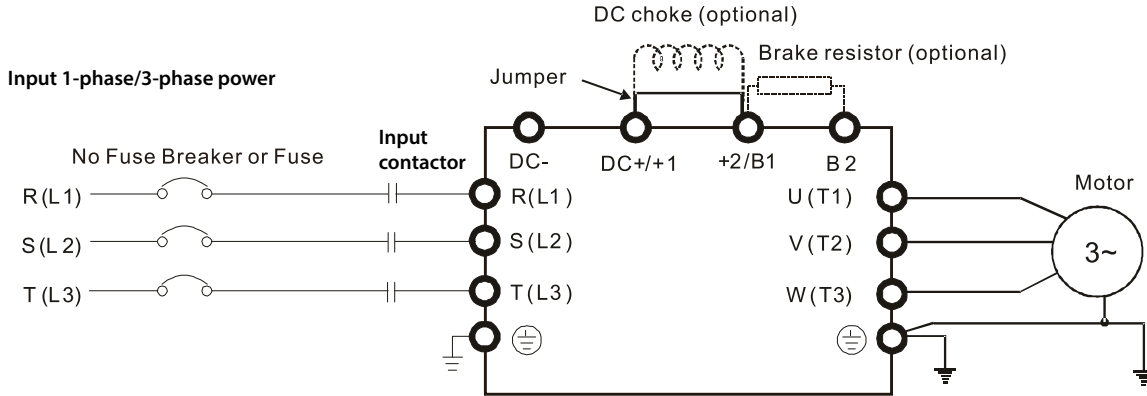 DC choke (optional)
Brake resistor (optional)
Input 1-phase/3-phase power
Jumper
Input
contactor
No Fuse Breaker or Fuse
DC-
DC+/+1
+2/B1
B2
Motor
R(L1)
R(L1)
U(T1)
S(L2)
S(L2)
V(T2)
3~
T(L3)
T(L3)
W(T3)